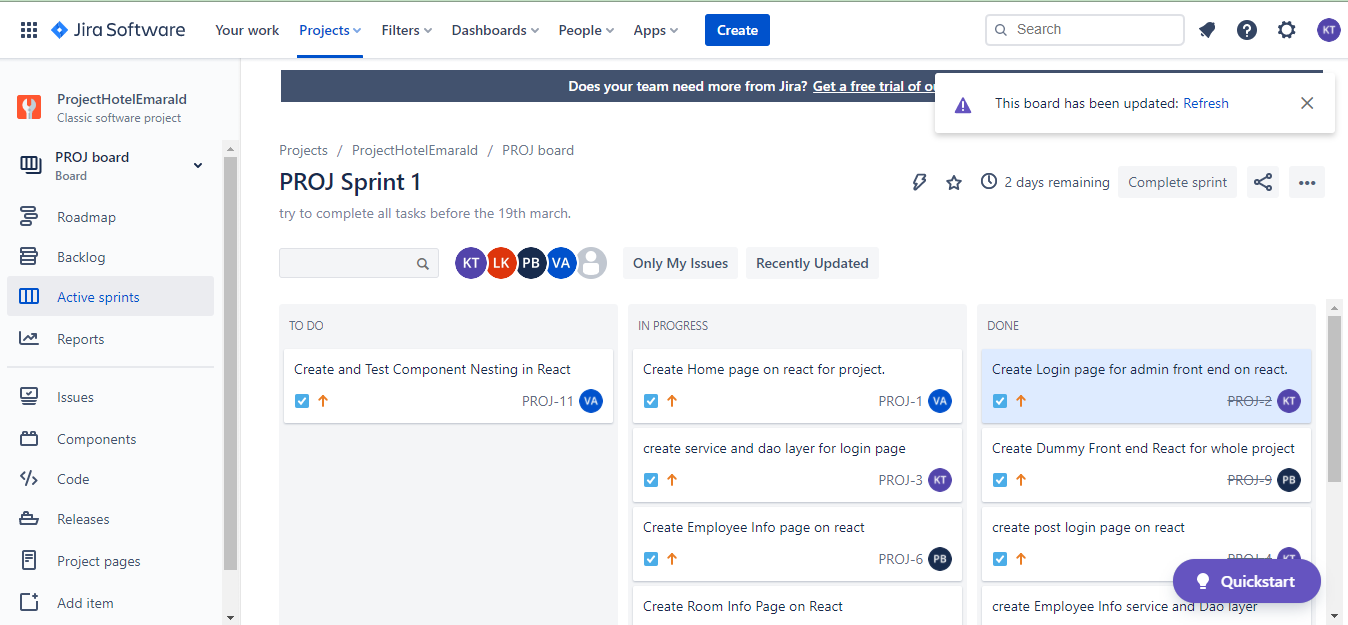 Jira Software Your work Projects Filters Dashboards People Apps Create Search KT
Does your team need more from Jira? Get a free trial of ou
This board has been updated: Refresh
ProjectHotelEmarald
Classic software project
PROJ board
Board
Roadmap
Backlog
Active sprints
Reports
Issues
Components
Code
Releases
Project pages
Add item
Projects / ProjectHotelEmarald / PROJ board
PROJ Sprint 1
2 days remaining Complete sprint
try to complete all tasks before the 19th march.
KT LK PB VA Only My Issues Recently Updated
TO DO
Create and Test Component Nesting in React
PROJ-11 VA
IN PROGRESS
Create Home page on react for project.
PROJ-1 VA
create service and dao layer for login page
PROJ-3 KT
Create Employee Info page on react
PROJ-6 PB
Create Room Info Page on React
DONE
Create Login page for admin front end on react.
PROJ-2 KT
Create Dummy Front end React for whole project
PROJ-9 PB
create post login page on react
PROJ-4 KT
create Employee Info service and Dao layer
Quickstart